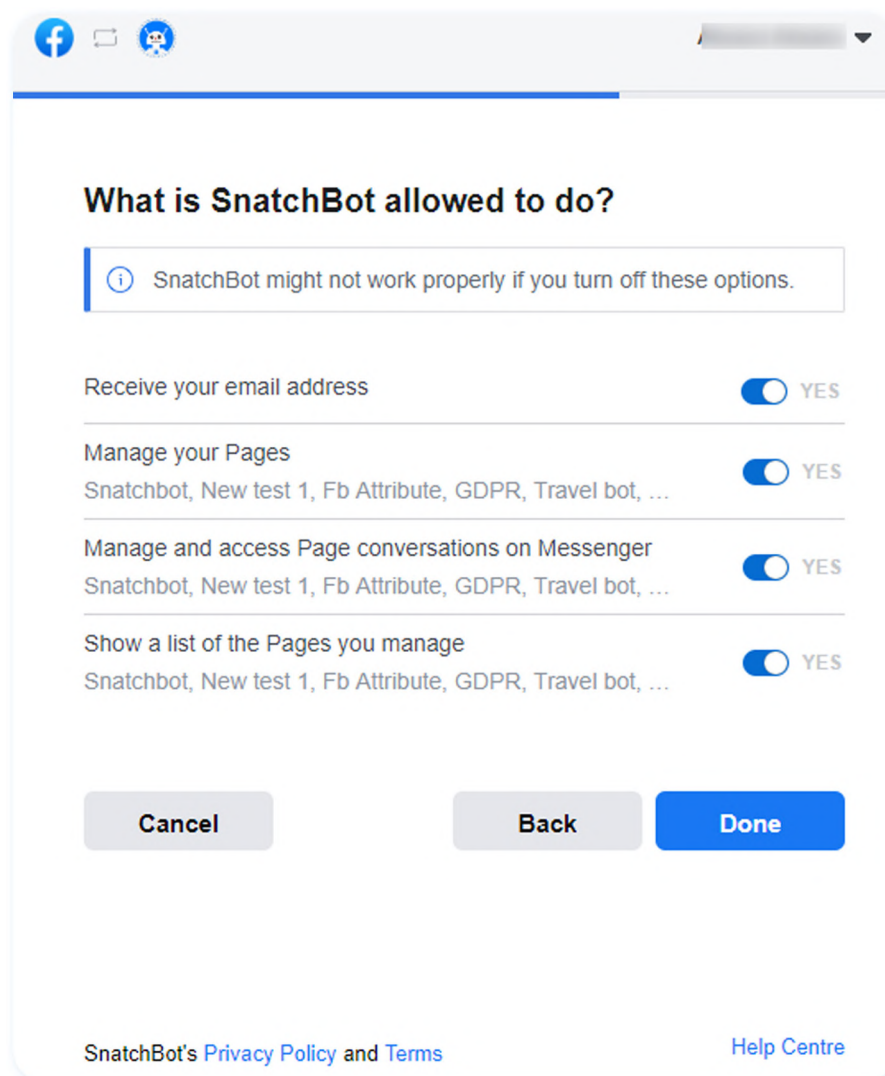 What is SnatchBot allowed to do?
SnatchBot might not work properly if you turn off these options.
Receive your email address
YES
Manage your Pages
Snatchbot, New test 1, Fb Attribute, GDPR, Travel bot, ...
YES
Manage and access Page conversations on Messenger
Snatchbot, New test 1, Fb Attribute, GDPR, Travel bot, ...
YES
Show a list of the Pages you manage
Snatchbot, New test 1, Fb Attribute, GDPR, Travel bot, ...
YES
Cancel
Back
Done
SnatchBot's Privacy Policy and Terms
Help Centre